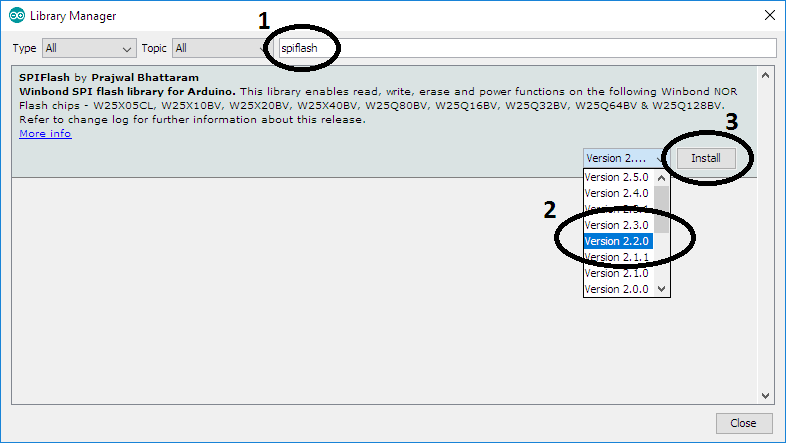 Library Manager
1
Type All Topic All spiflash
SPIFlash by Prajwal Bhattaram
Winbond SPI flash library for Arduino. This library enables read, write, erase and power functions on the following Winbond NOR
Flash chips - W25X05CL, W25X10BV, W25X20BV, W25X40BV, W25Q80BV, W25Q16BV, W25Q32BV, W25Q64BV & W25Q128BV.
Refer to change log for further information about this release.
More info
3
Version 2.... Install
Version 2.5.0
Version 2.4.0
2
Version 2.3.0
Version 2.2.0
Version 2.1.1
Version 2.1.0
Version 2.0.0
Close